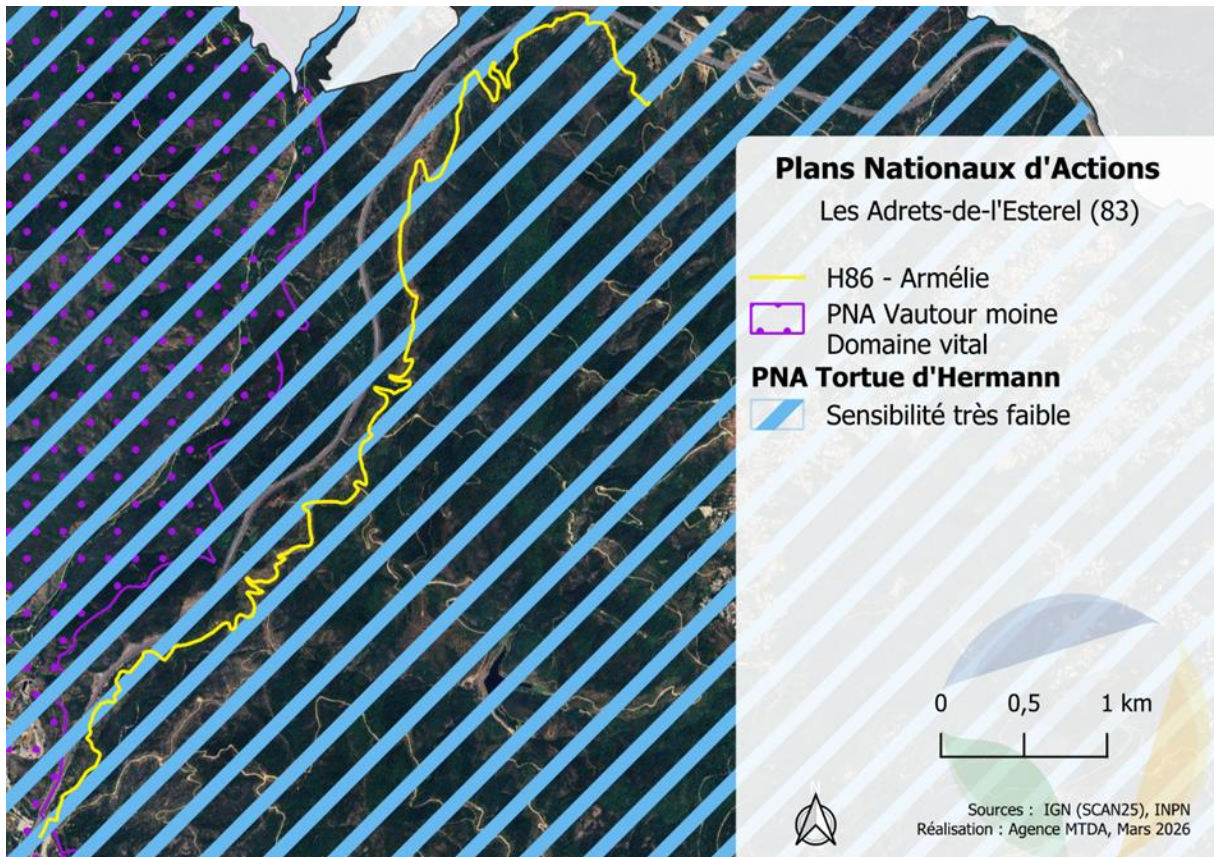 Plans Nationaux d'Actions
Les Adrets-de-l'Esterel (83)
H86 - Armélie
PNA Vautour moine
Domaine vital
PNA Tortue d'Hermann
Sensibilité très faible
0 0,5 1 km
N
Sources : IGN (SCAN25), INPN
Réalisation : Agence MTDA, Mars 2026